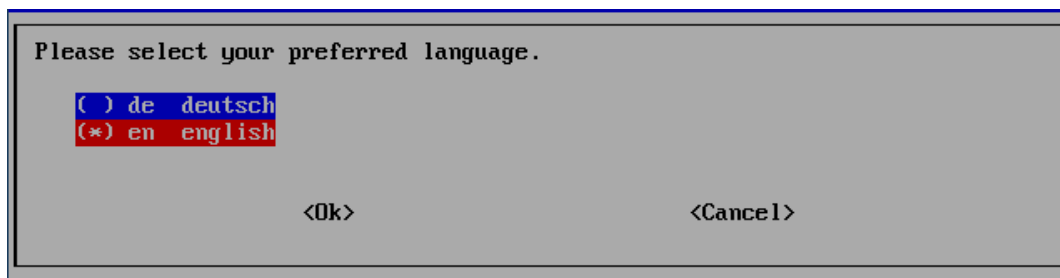 Please select your preferred language.
( ) de deutsch
(*) en english
<Ok> <Cancel>